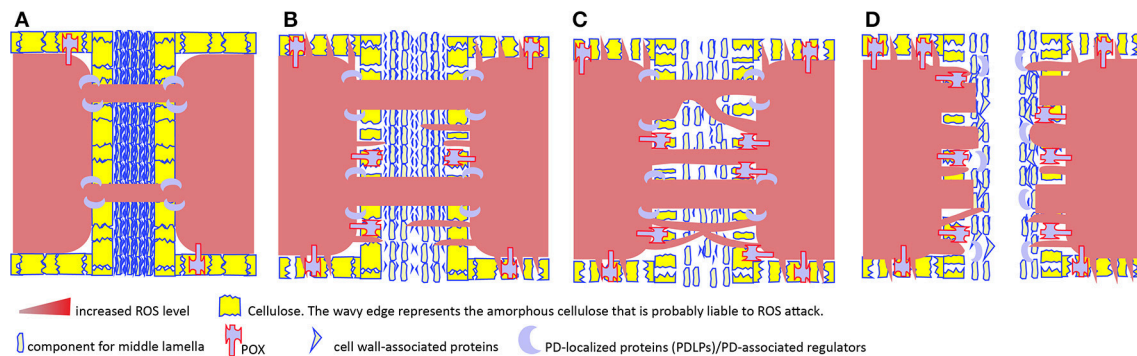 A B C D
increased ROS level Cellulose. The wavy edge represents the amorphous cellulose that is probably liable to ROS attack.
component for middle lamella POX cell wall-associated proteins PD-localized proteins (PDLPs)/PD-associated regulators